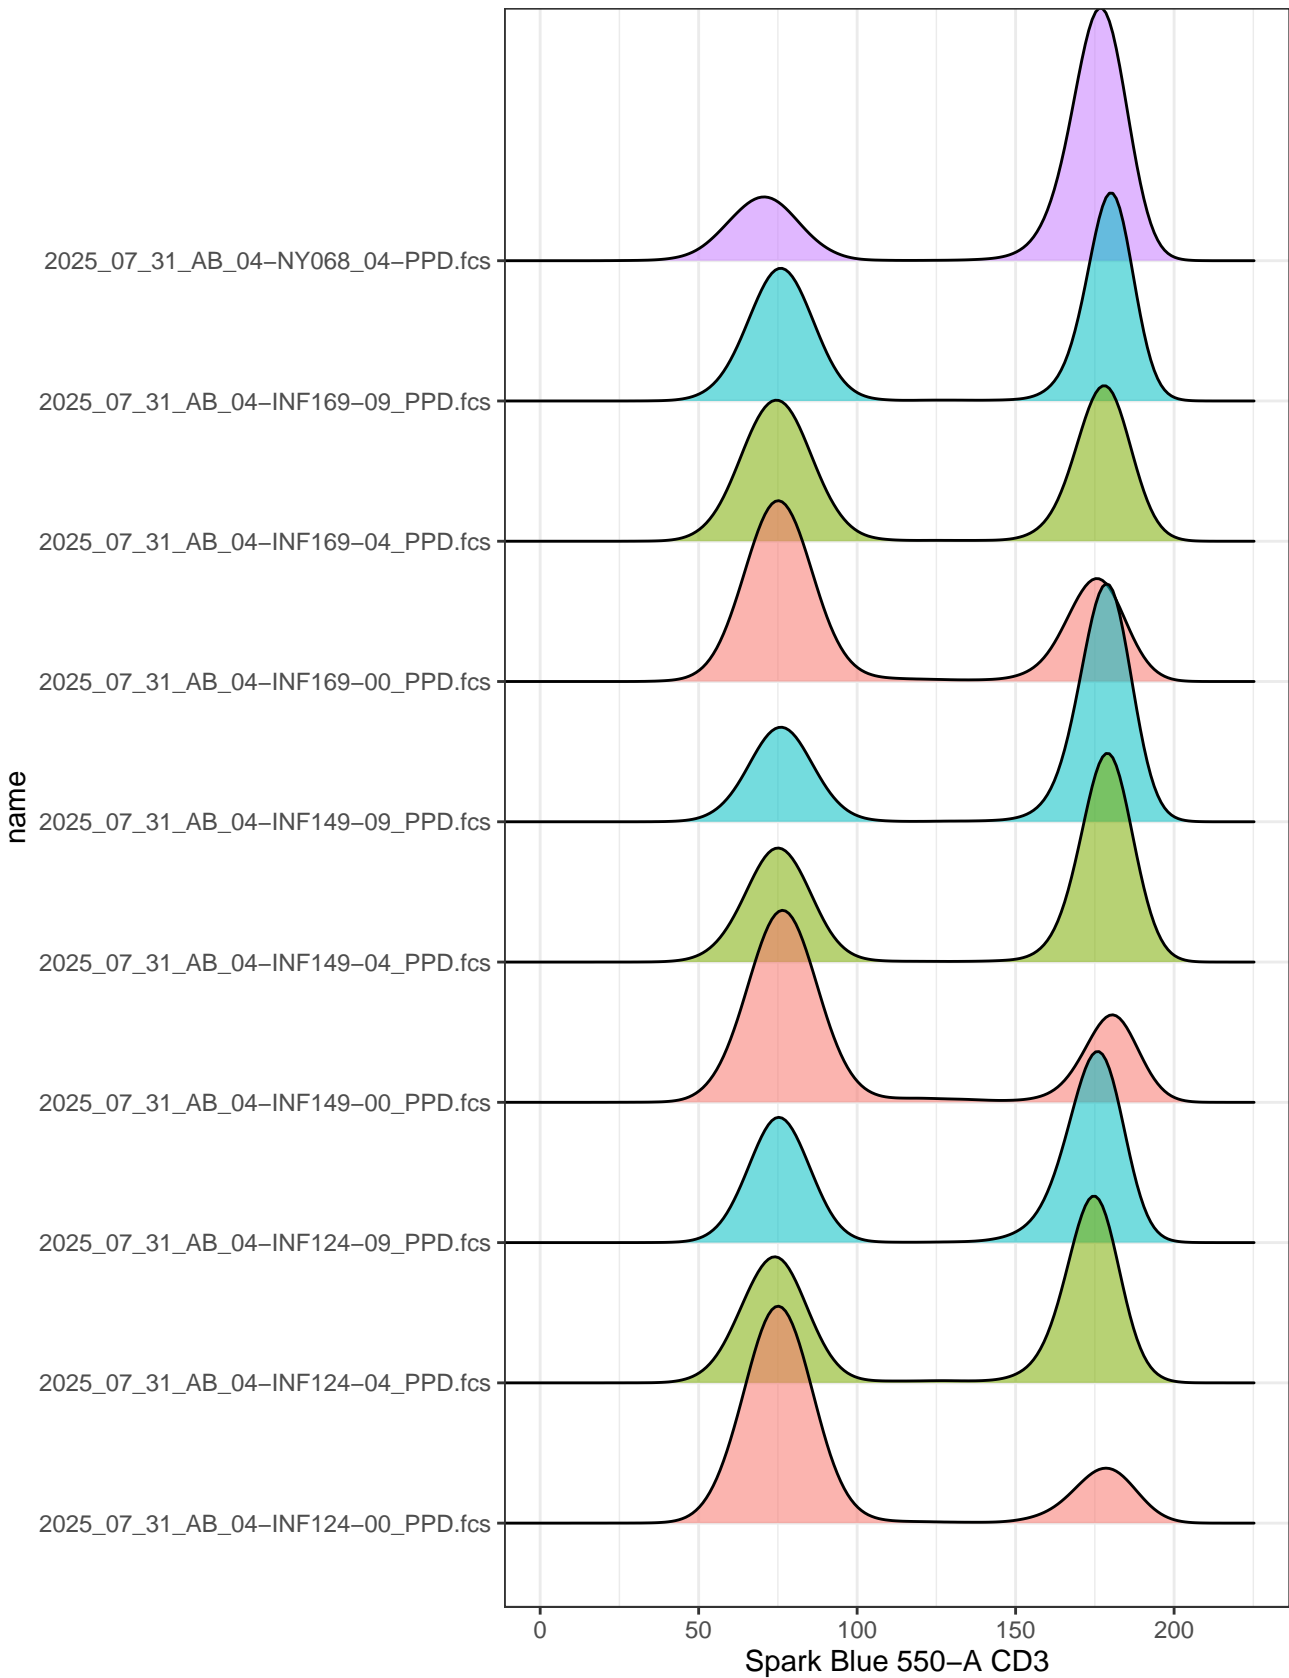 2025_07_31_AB_04−NY068_04−PPD.fcs
2025_07_31_AB_04−INF169−09_PPD.fcs
2025_07_31_AB_04−INF169−04_PPD.fcs
2025_07_31_AB_04−INF169−00_PPD.fcs
2025_07_31_AB_04−INF149−09_PPD.fcs
2025_07_31_AB_04−INF149−04_PPD.fcs
2025_07_31_AB_04−INF149−00_PPD.fcs
2025_07_31_AB_04−INF124−09_PPD.fcs
2025_07_31_AB_04−INF124−04_PPD.fcs
2025_07_31_AB_04−INF124−00_PPD.fcs
name
0 50 100 150 200
Spark Blue 550−A CD3